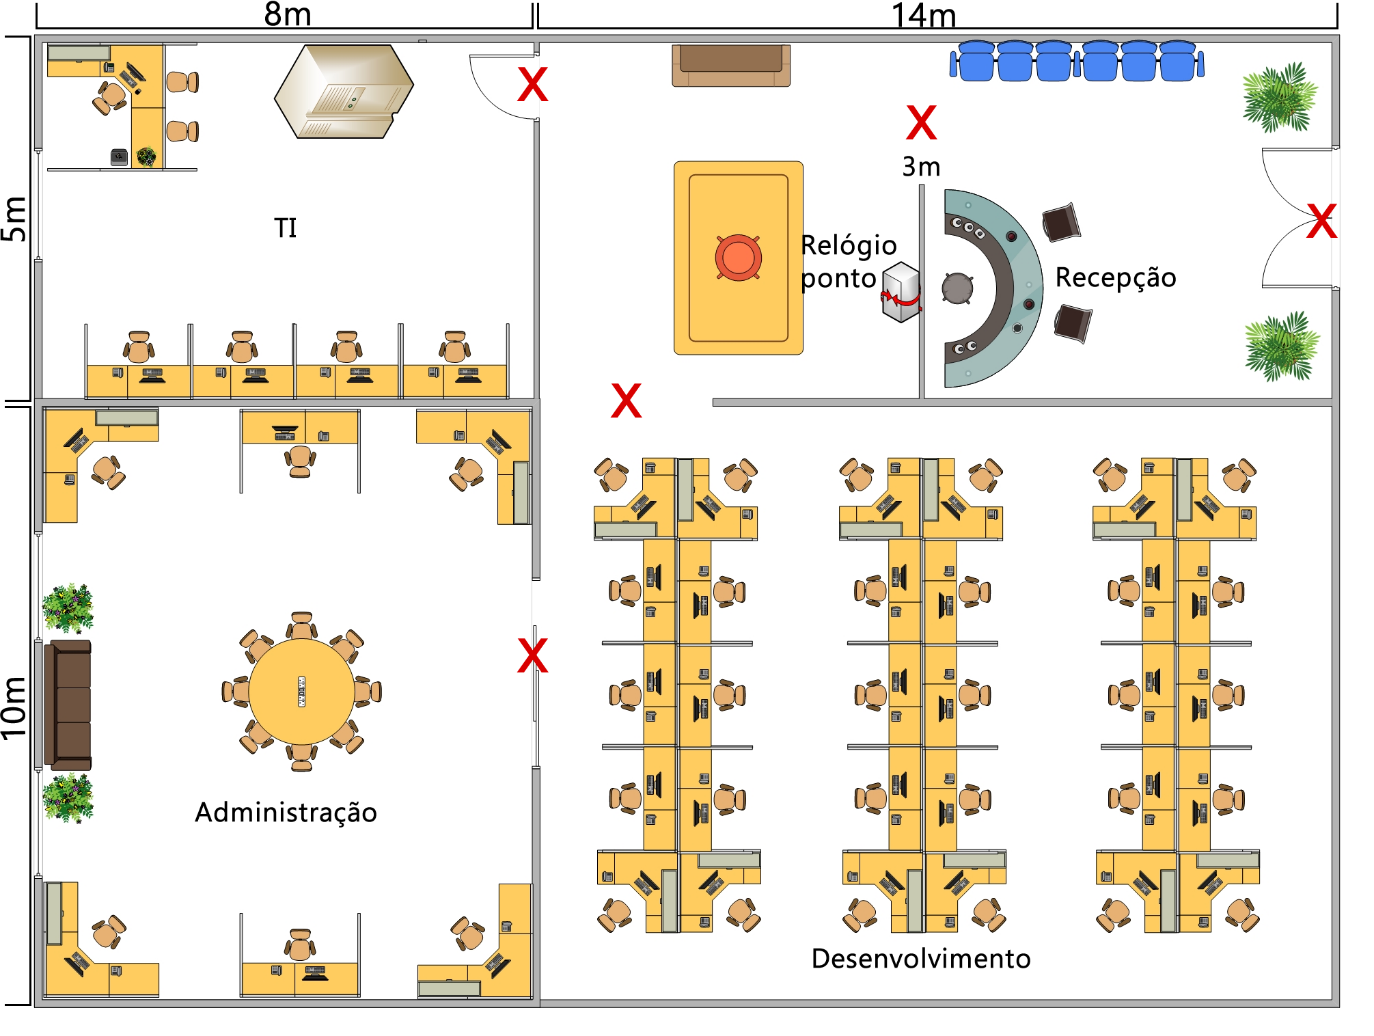 8m
14m
X
X
3m
5m
TI
X
Relógio
ponto
Recepção
X
X
10m
Administração
Desenvolvimento